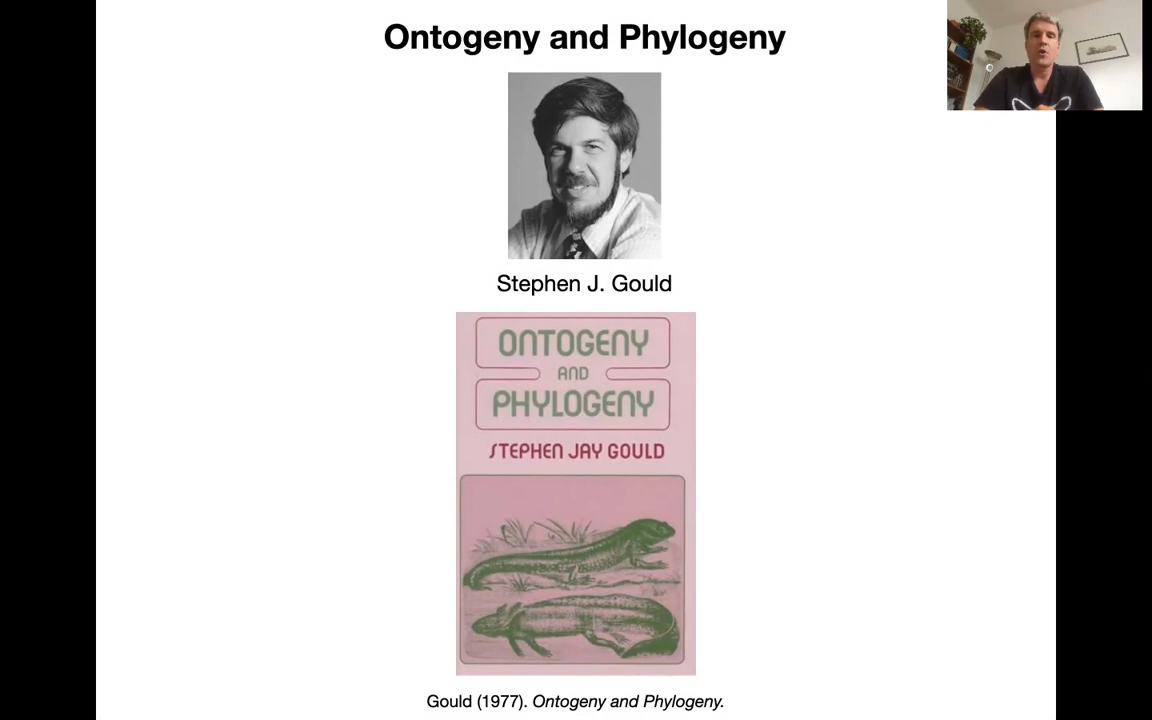 Ontogeny and Phylogeny
Stephen J. Gould
ONTOGENY
AND
PHYLOGENY
STEPHEN JAY GOULD
Gould (1977). Ontogeny and Phylogeny.